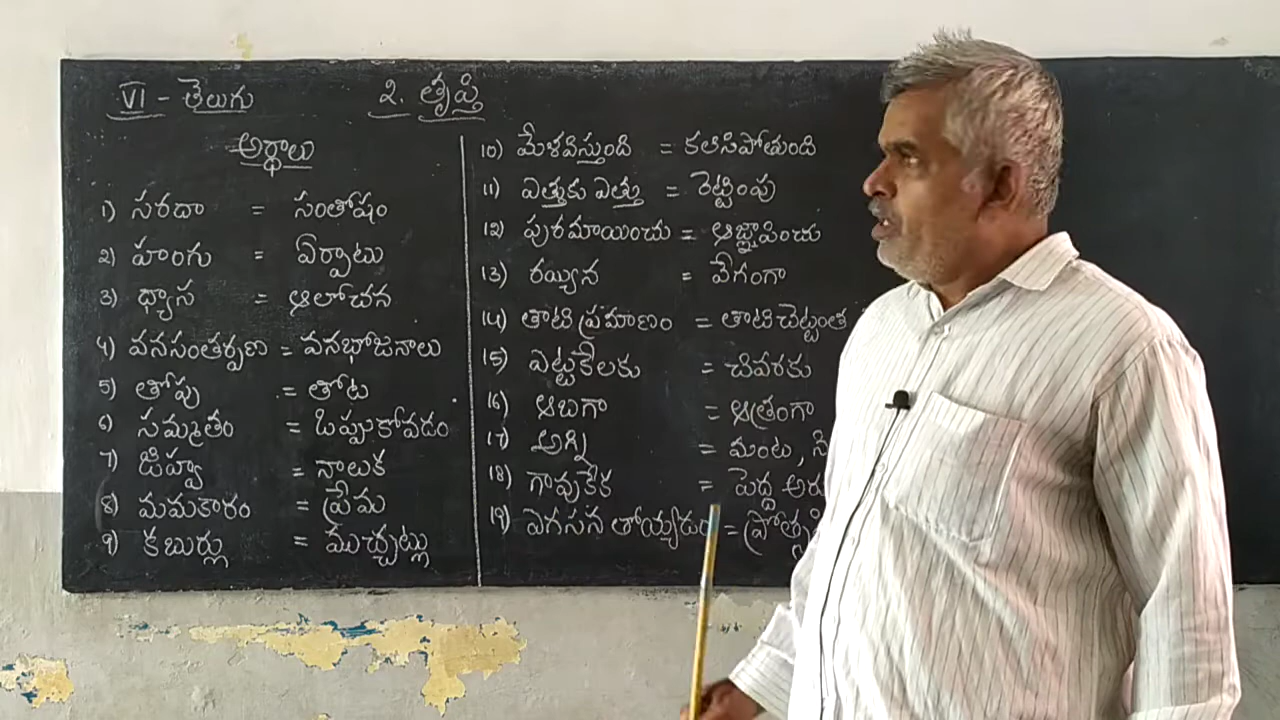 VI - తెలుగు
2. తృప్తి
అర్థాలు
1) సరదా = సంతోషం
2) హంగు = ఏర్పాటు
3) ధ్యాస = ఆలోచన
4) వనసంతర్పణ = వనభోజనాలు
5) తోపు = తోట
6) సమ్మతం = ఒప్పుకోవడం
7) జిహ్వ = నాలుక
8) మమకారం = ప్రేమ
9) కబుర్లు = ముచ్చట్లు
10) మేళవిస్తుంది = కలిసిపోతుంది
11) ఎత్తుకు ఎత్తు = రెట్టింపు
12) పురమాయించు = ఆజ్ఞాపించు
13) రయ్యిన = వేగంగా
14) తాటి ప్రమాణం = తాటిచెట్టంత
15) ఎట్టకేలకు = చివరకు
16) ఆబగా = ఆత్రంగా
17) అగ్ని = మంట,
18) గావుకేక = పెద్ద
19) ఎగసన తోయ్యడం =